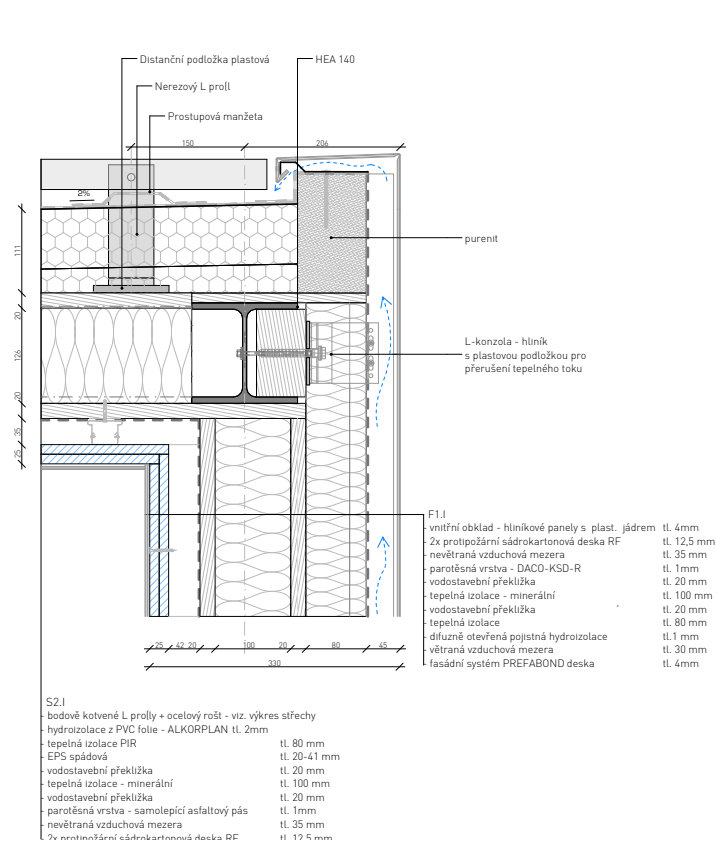 Distanční podložka plastová
HEA 140
Nerezový L pro[l
Prostupová manžeta
150
206
2%
purenit
111
20
126
20
35
25
L-konzola - hliník
s plastovou podložkou pro
přerušení tepelného toku
F1.I
- vnitřní obklad - hliníkové panely s plast. jádrem tl. 4mm
- 2x protipožární sádrokartonová deska RF tl. 12,5 mm
- nevětraná vzduchová mezera tl. 35 mm
- parotěsná vrstva - DACO-KSD-R tl. 1mm
- vodostavební překližka tl. 20 mm
- tepelná izolace - minerální tl. 100 mm
- vodostavební překližka tl. 20 mm
- tepelná izolace tl. 80 mm
- difuzně otevřená pojistná hydroizolace tl.1 mm
- větraná vzduchová mezera tl. 30 mm
- fasádní systém PREFABOND deska tl. 4mm
25 42 20 100 20 80 45
330
S2.I
- bodově kotvené L pro[ly + ocelový rošt - viz. výkres střechy
- hydroizolace z PVC folie - ALKORPLAN tl. 2mm
- tepelná izolace PIR tl. 80 mm
- EPS spádová tl. 20-41 mm
- vodostavební překližka tl. 20 mm
- tepelná izolace - minerální tl. 100 mm
- vodostavební překližka tl. 20 mm
- parotěsná vrstva - samolepící asfaltový pás tl. 1mm
- nevětraná vzduchová mezera tl. 35 mm
- 2x protipožární sádrokartonová deska RF tl. 12,5 mm